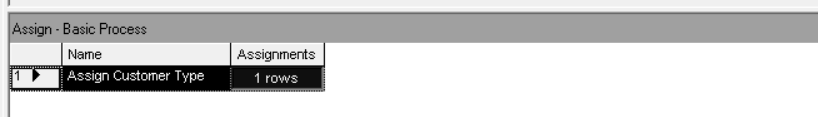 Assign - Basic Process
Name Assignments
1 Assign Customer Type 1 rows